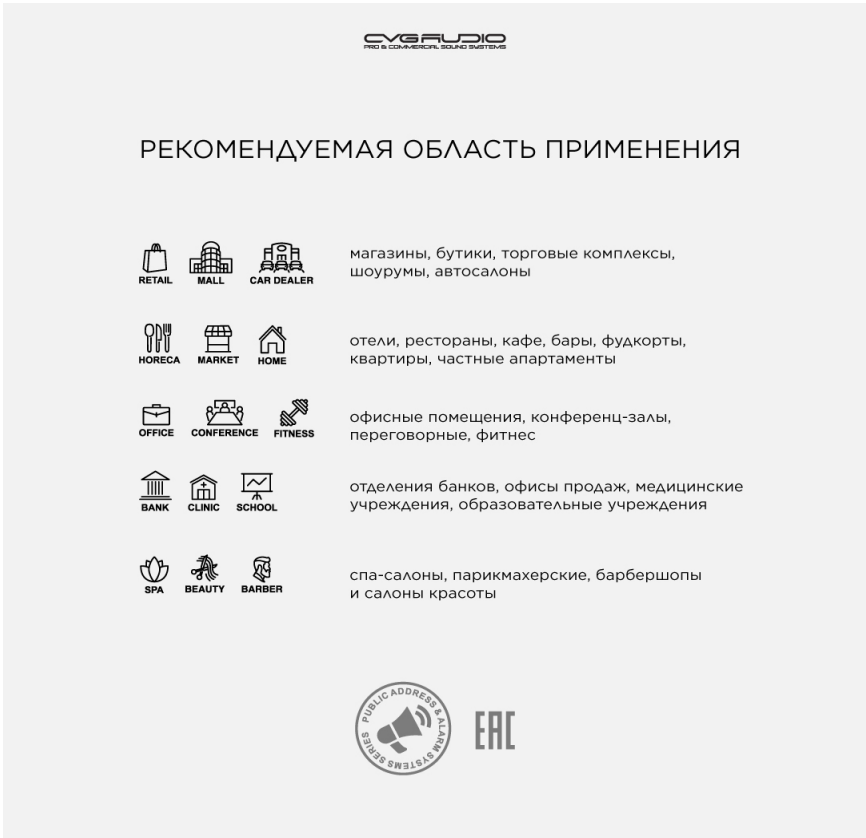 CVGAUDIO
PRO & COMMERCIAL SOUND SYSTEMS
РЕКОМЕНДУЕМАЯ ОБЛАСТЬ ПРИМЕНЕНИЯ
RETAIL MALL CAR DEALER
магазины, бутики, торговые комплексы,
шоурумы, автосалоны
HORECA MARKET HOME
отели, рестораны, кафе, бары, фудкорты,
квартиры, частные апартаменты
OFFICE CONFERENCE FITNESS
офисные помещения, конференц-залы,
переговорные, фитнес
BANK CLINIC SCHOOL
отделения банков, офисы продаж, медицинские
учреждения, образовательные учреждения
SPA BEAUTY BARBER
спа-салоны, парикмахерские, барбершопы
и салоны красоты
PUBLIC ADDRESS & ALARM SYSTEMS SERIES
EAC